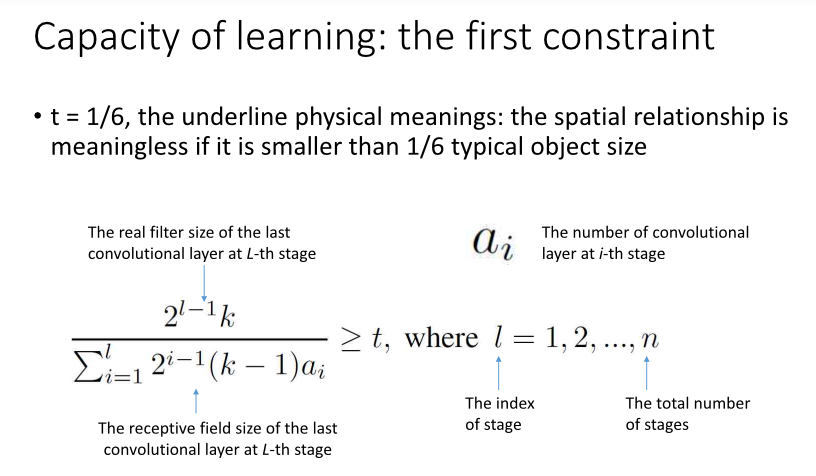 Capacity of learning: the first constraint
• t = 1/6, the underline physical meanings: the spatial relationship is
meaningless if it is smaller than 1/6 typical object size
The real filter size of the last
convolutional layer at L-th stage
a_i
The number of convolutional
layer at i-th stage
\frac{2^{l-1}k}{\sum_{i=1}^{l} 2^{i-1}(k-1)a_i} ≥ t, where l = 1, 2, ..., n
The receptive field size of the last
convolutional layer at L-th stage
The index
of stage
The total number
of stages